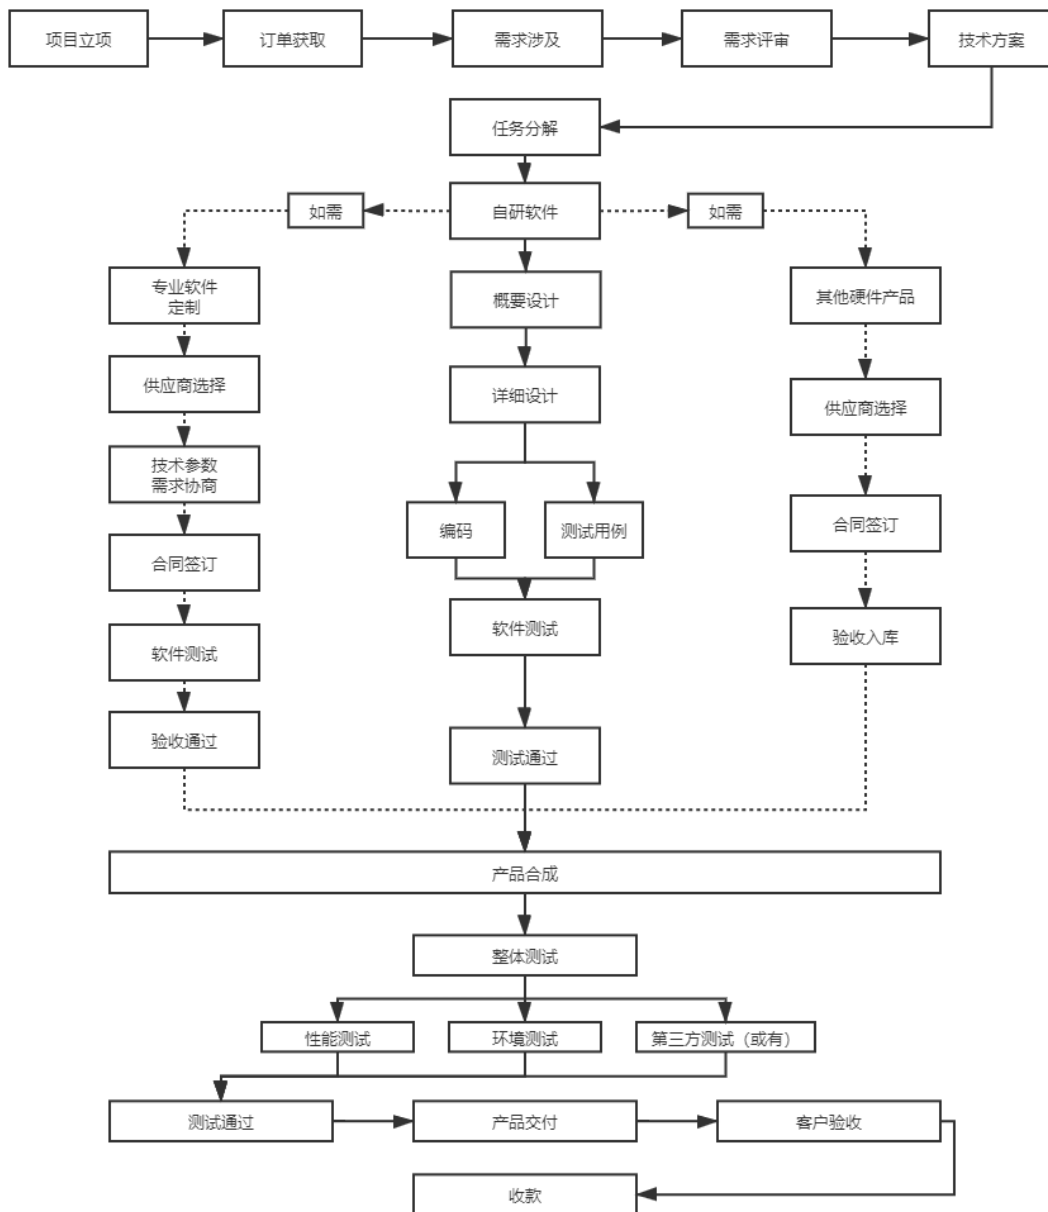 项目立项
订单获取
需求涉及
需求评审
技术方案
任务分解
如需
自研软件
如需
专业软件
定制
概要设计
其他硬件产品
供应商选择
详细设计
供应商选择
技术参数
需求协商
编码
测试用例
合同签订
合同签订
软件测试
软件测试
验收入库
验收通过
测试通过
产品合成
整体测试
性能测试
环境测试
第三方测试（或有）
测试通过
产品交付
客户验收
收款